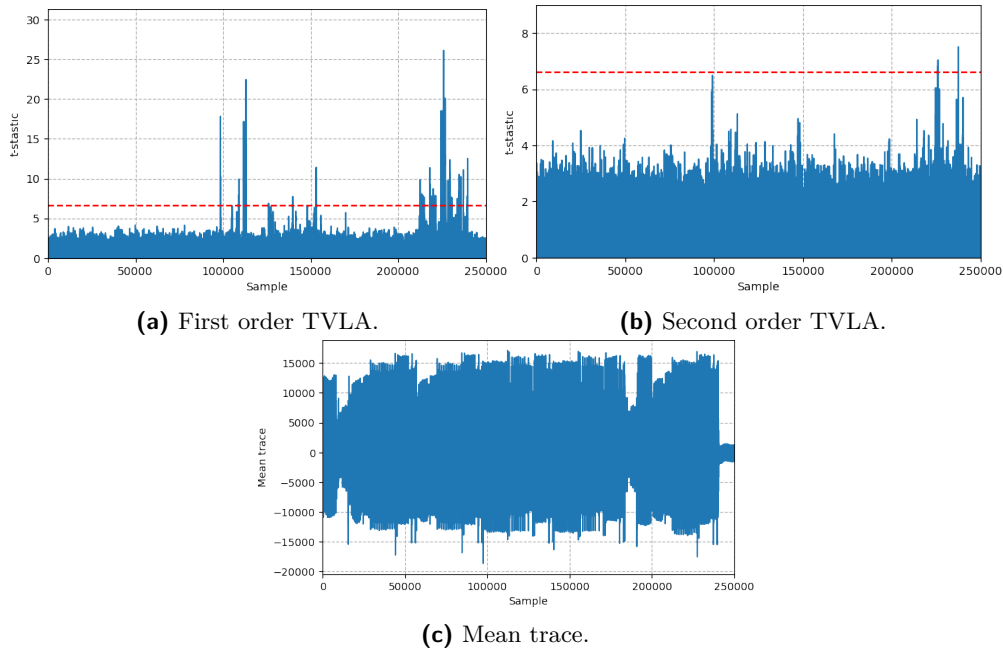 30
25
20
15
10
5
0
t-stastic
0 50000 100000 150000 200000 250000
Sample
(a) First order TVLA.
8
6
4
2
0
t-stastic
0 50000 100000 150000 200000 250000
Sample
(b) Second order TVLA.
15000
10000
5000
0
−5000
−10000
−15000
−20000
Mean trace
0 50000 100000 150000 200000 250000
Sample
(c) Mean trace.